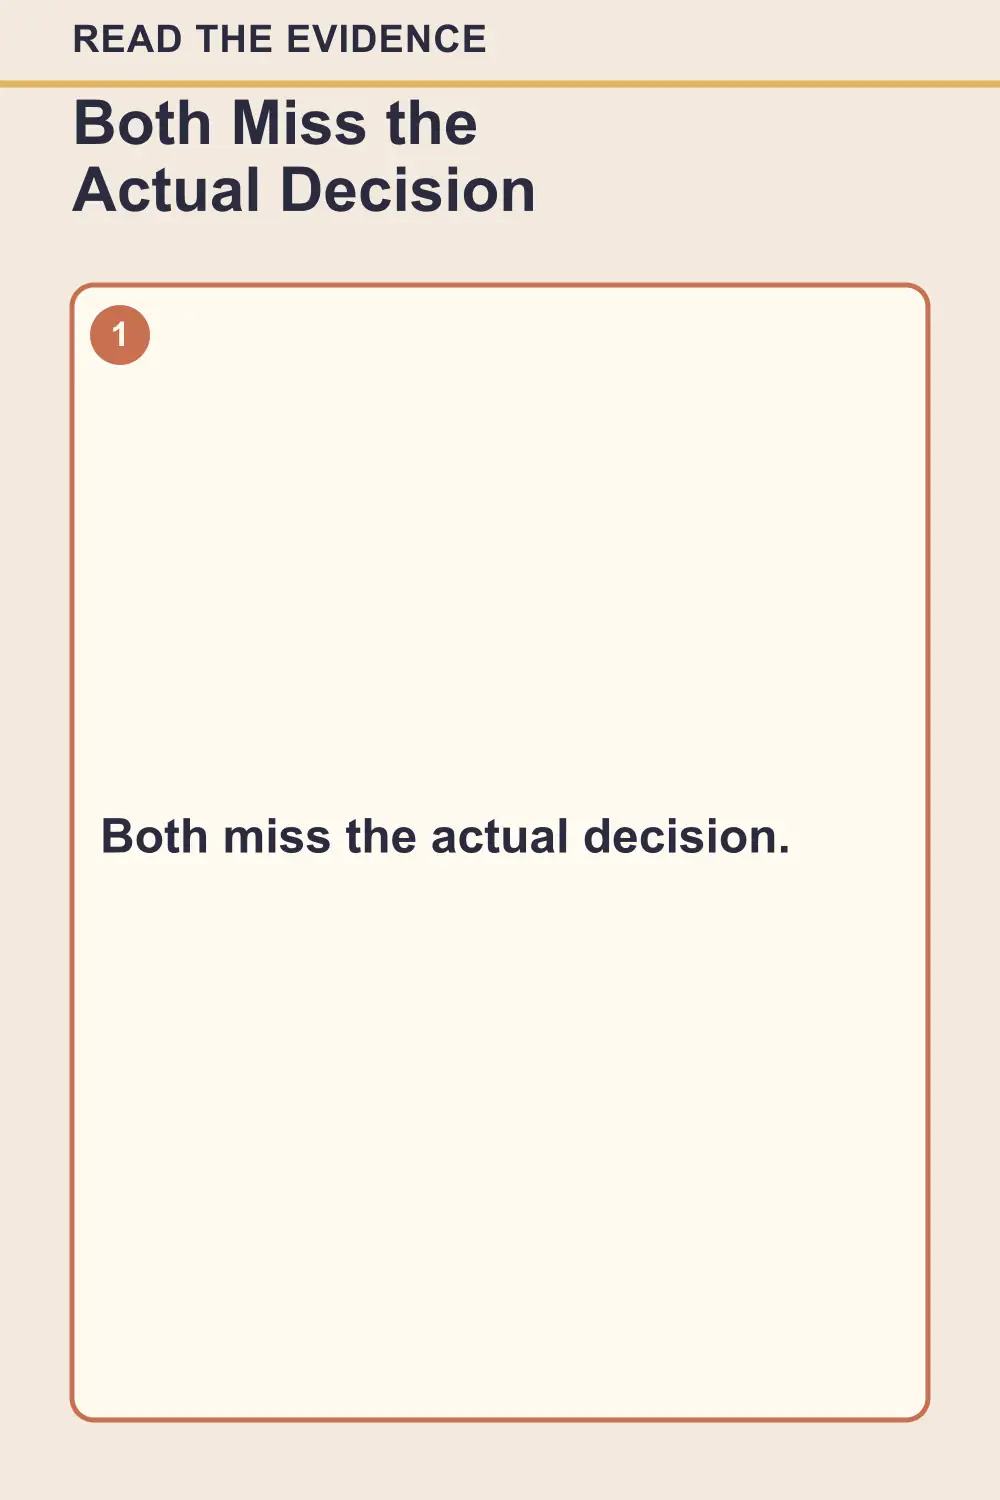 READ THE EVIDENCE
Both Miss the
Actual Decision
1
Both miss the actual decision.